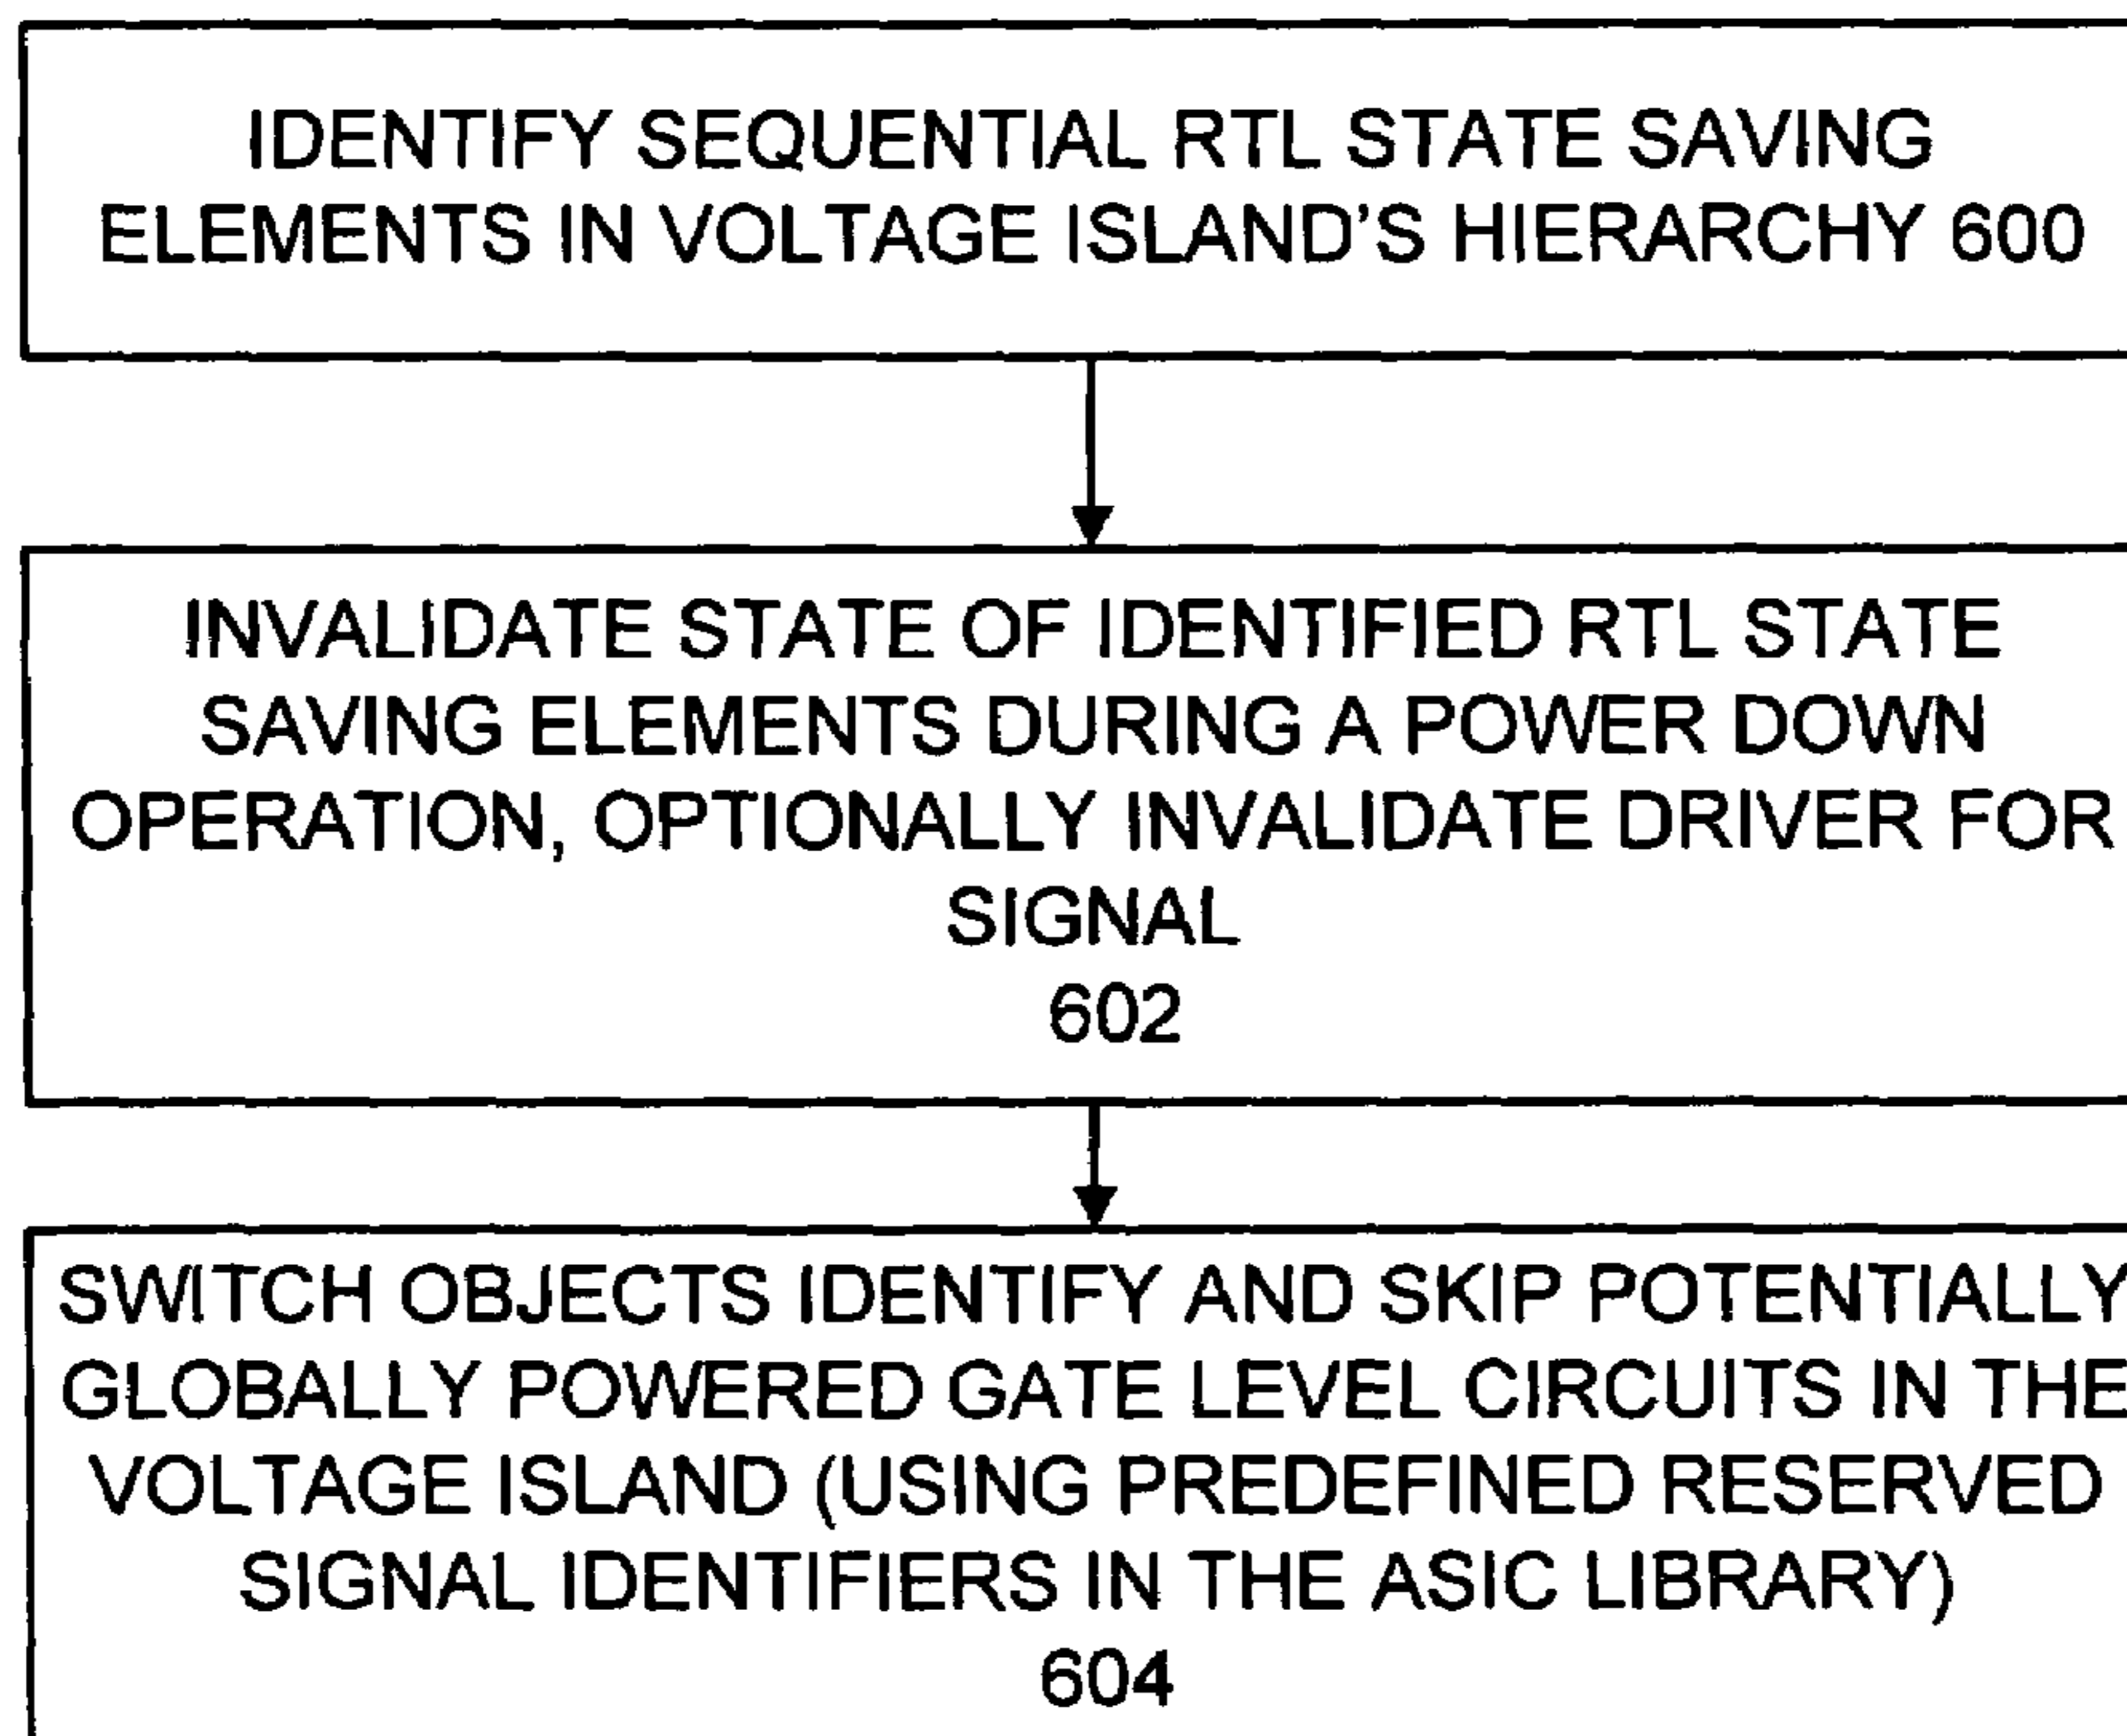 IDENTIFY SEQUENTIAL RTL STATE SAVING
ELEMENTS IN VOLTAGE ISLAND'S HIERARCHY 600
INVALIDATE STATE OF IDENTIFIED RTL STATE
SAVING ELEMENTS DURING A POWER DOWN
OPERATION, OPTIONALLY INVALIDATE DRIVER FOR
SIGNAL
602
SWITCH OBJECTS IDENTIFY AND SKIP POTENTIALLY
GLOBALLY POWERED GATE LEVEL CIRCUITS IN THE
VOLTAGE ISLAND (USING PREDEFINED RESERVED
SIGNAL IDENTIFIERS IN THE ASIC LIBRARY)
604